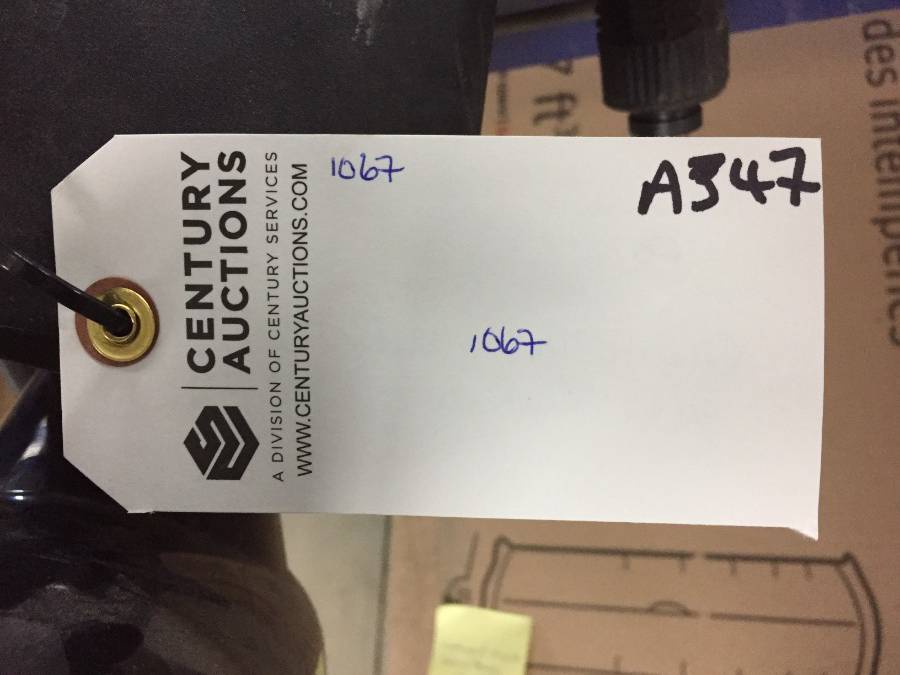 CENTURY
AUCTIONS
A DIVISION OF CENTURY SERVICES
WWW.CENTURYAUCTIONS.COM
1067
A347
1067
des intempéries